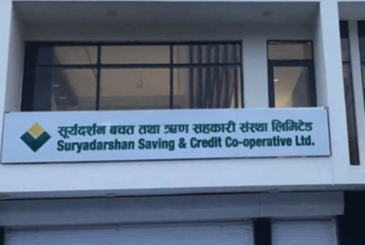 सूर्यदर्शन बचत तथा ऋण सहकारी संस्था लिमिटेड
Suryadarshan Saving & Credit Co-operative Ltd.